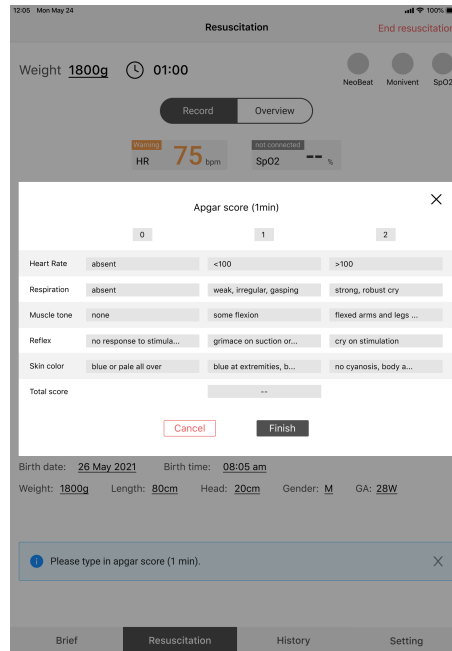 12:05 Mon May 24 100%
Resuscitation End resuscitation
Weight 1800g 01:00
NeoBeat Monivent SpO2
Record Overview
Warning not connected
HR 75 bpm SpO2 -- %
Apgar score (1min)
0 1 2
Heart Rate absent <100 >100
Respiration absent weak, irregular, gasping strong, robust cry
Muscle tone none some flexion flexed arms and legs ...
Reflex no response to stimula... grimace on suction or... cry on stimulation
Skin color blue or pale all over blue at extremities, b... no cyanosis, body a...
Total score --
Cancel Finish
Birth date: 26 May 2021 Birth time: 08:05 am
Weight: 1800g Length: 80cm Head: 20cm Gender: M GA: 28W
Please type in apgar score (1 min).
Brief Resuscitation History Setting